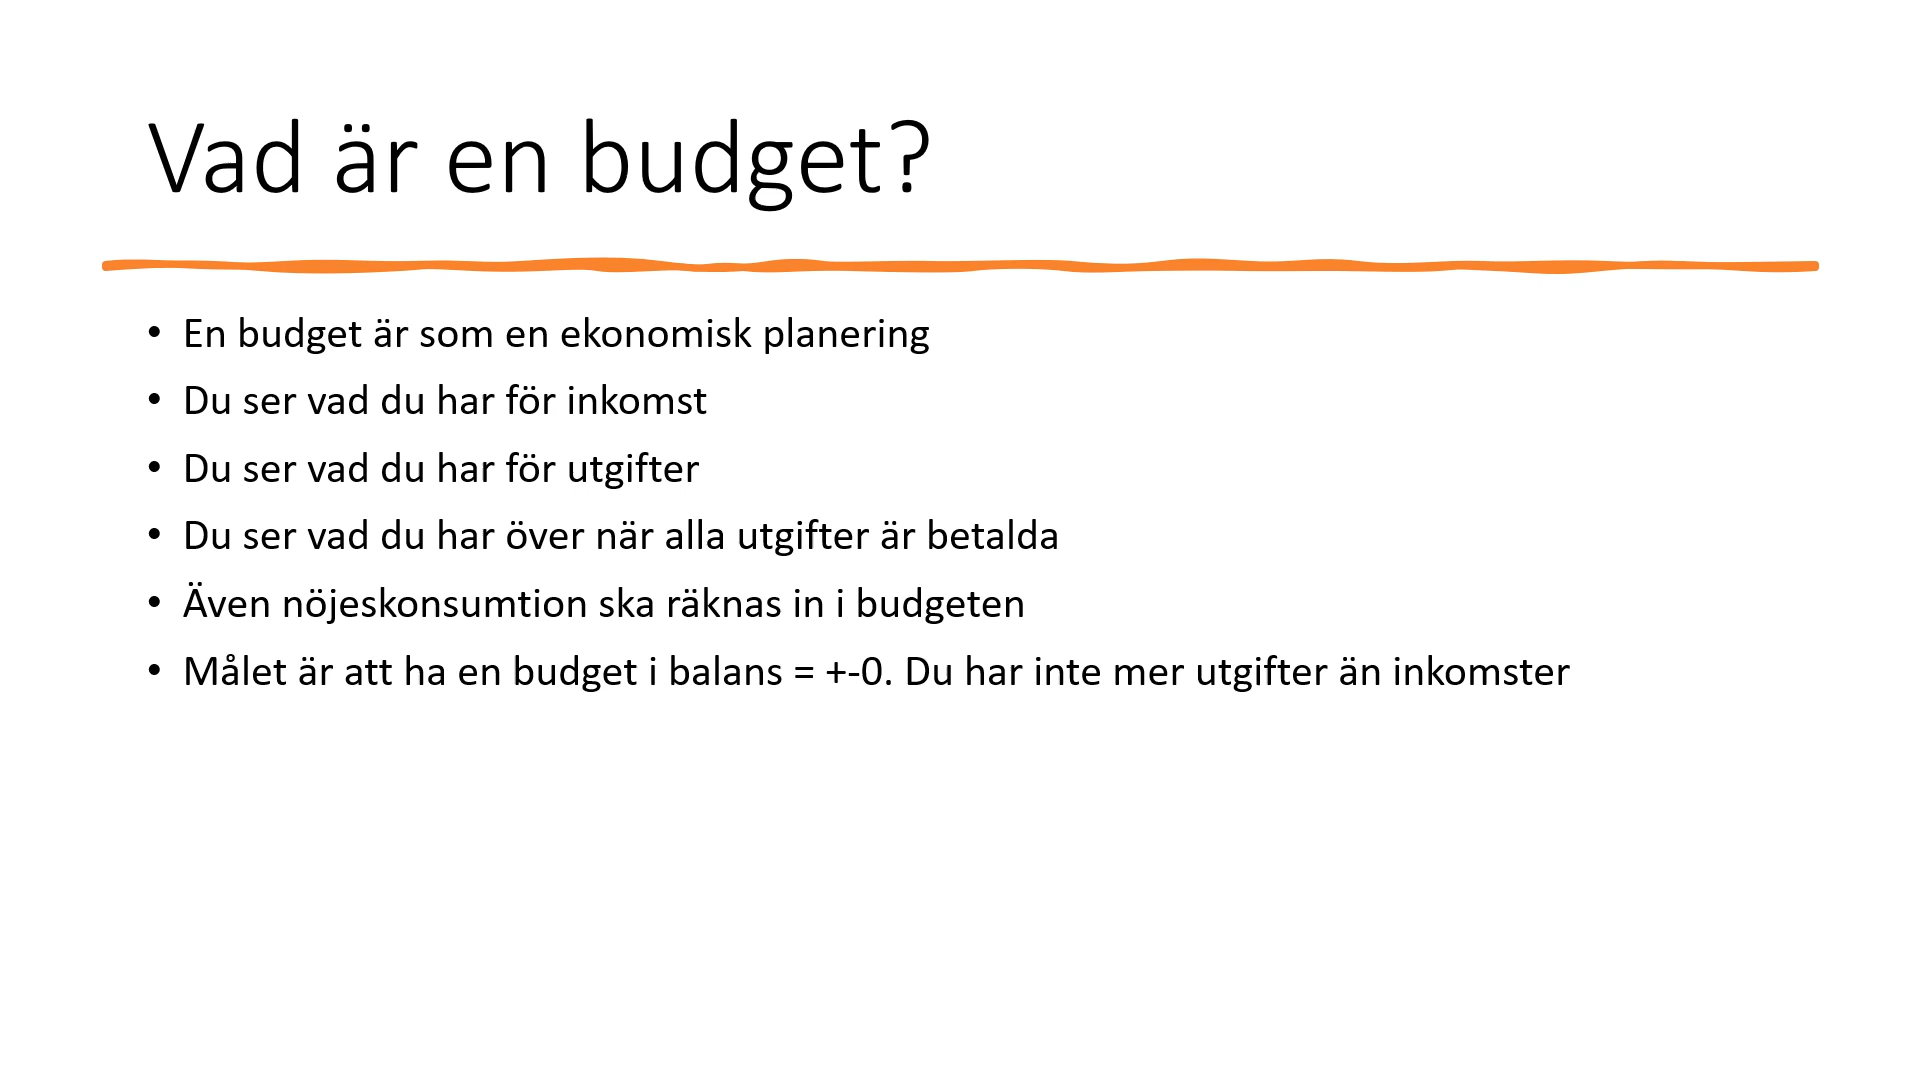 Vad är en budget?
• En budget är som en ekonomisk planering
• Du ser vad du har för inkomst
• Du ser vad du har för utgifter
• Du ser vad du har över när alla utgifter är betalda
• Även nöjeskonsumtion ska räknas in i budgeten
• Målet är att ha en budget i balans = +-0. Du har inte mer utgifter än inkomster